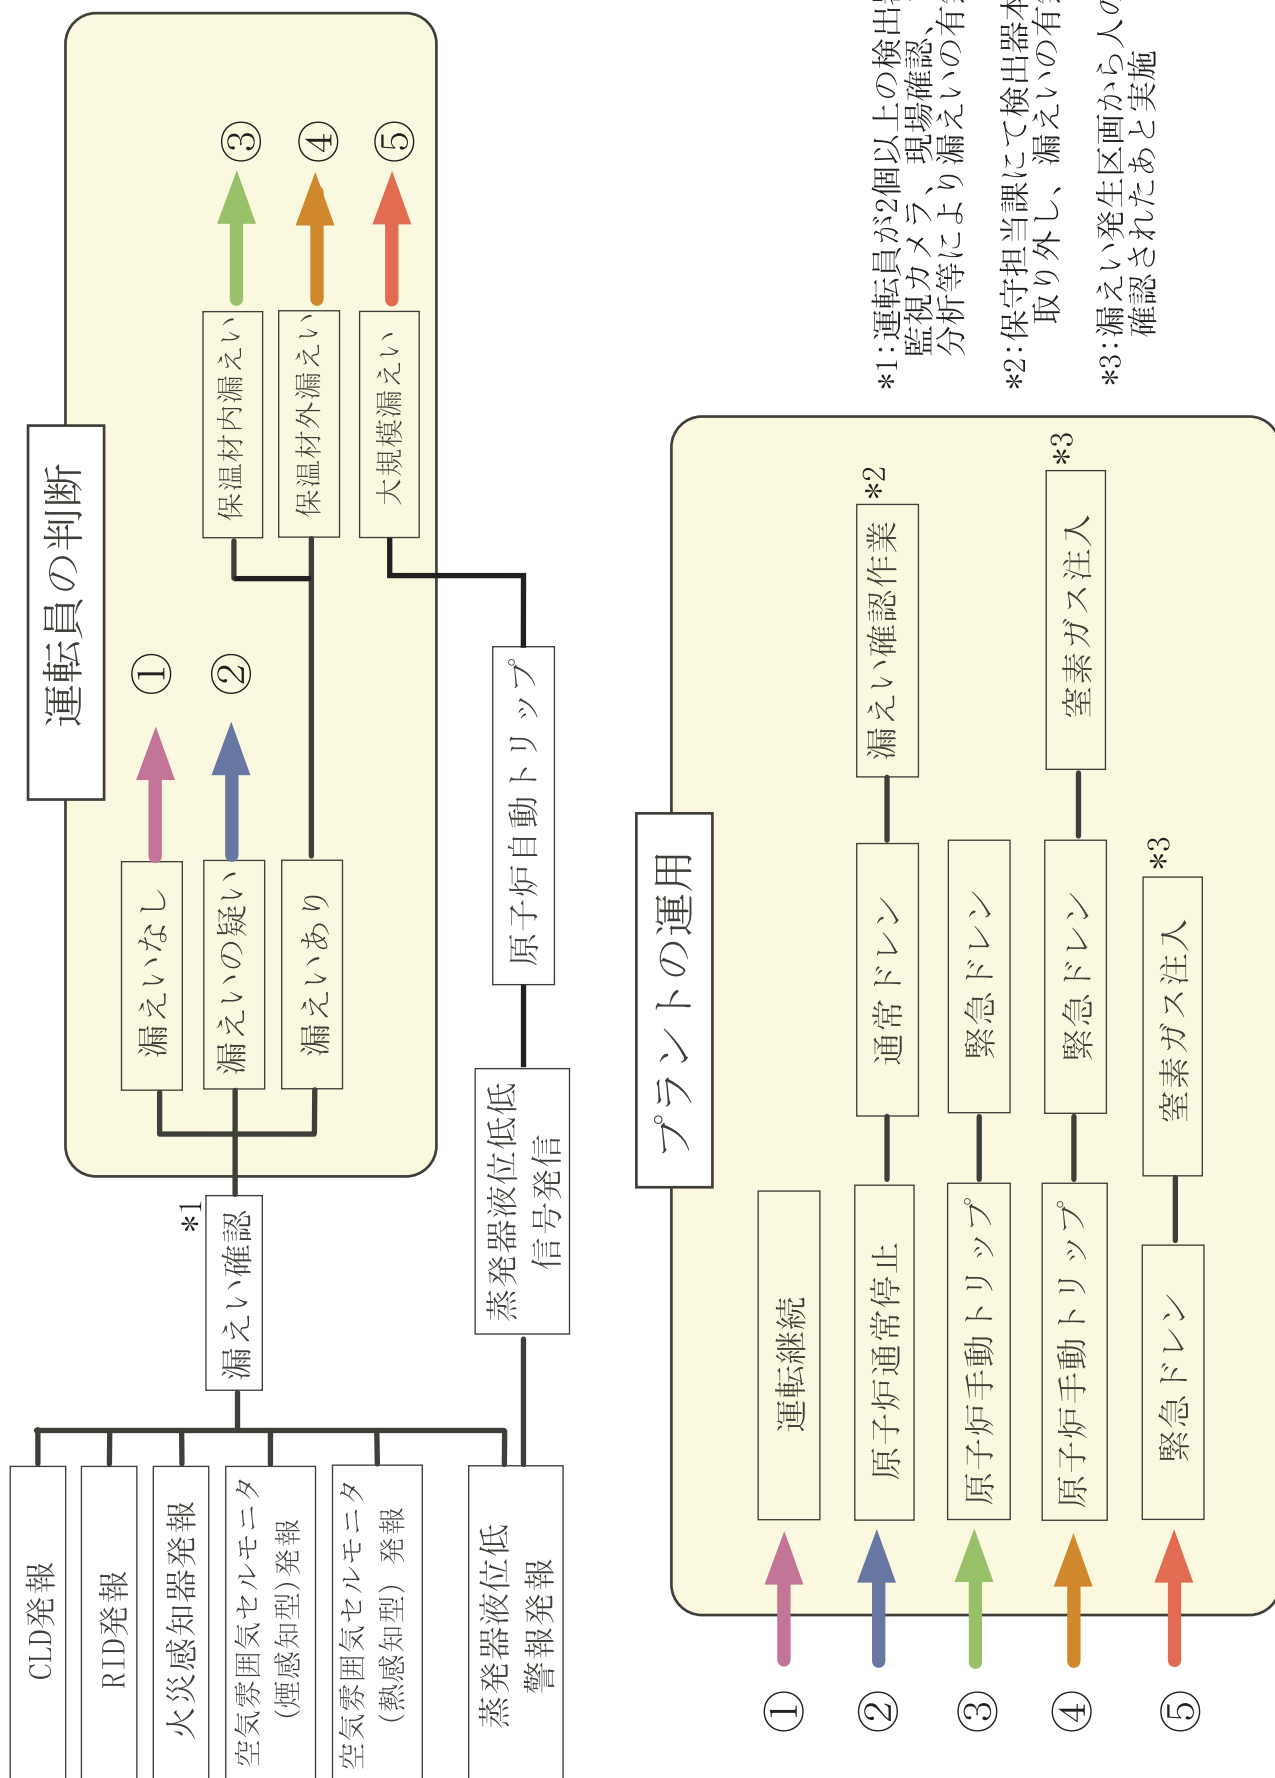 運転員の判断
CLD発報
RID発報
火災感知器発報
空気雰囲気セルモニタ
(煙感知型)発報
空気雰囲気セルモニタ
(熱感知型)発報
蒸発器液位低
警報発報
漏えい確認
*1
漏えいなし
①
漏えいの疑い
②
漏えいあり
保温材内漏えい
③
保温材外漏えい
④
大規模漏えい
⑤
蒸発器液位低低
信号発信
原子炉自動トリップ
プラントの運用
①
運転継続
②
原子炉通常停止
通常ドレン
漏えい確認作業
*2
③
原子炉手動トリップ
緊急ドレン
④
原子炉手動トリップ
緊急ドレン
窒素ガス注入
*3
⑤
緊急ドレン
窒素ガス注入
*3
*1:運転員が2個以上の検出
監視カメラ、現場確認、
分析等により漏えいの有
*2:保守担当課にて検出器本
取り外し、漏えいの有
*3:漏えい発生区画から人の
確認されたあと実施